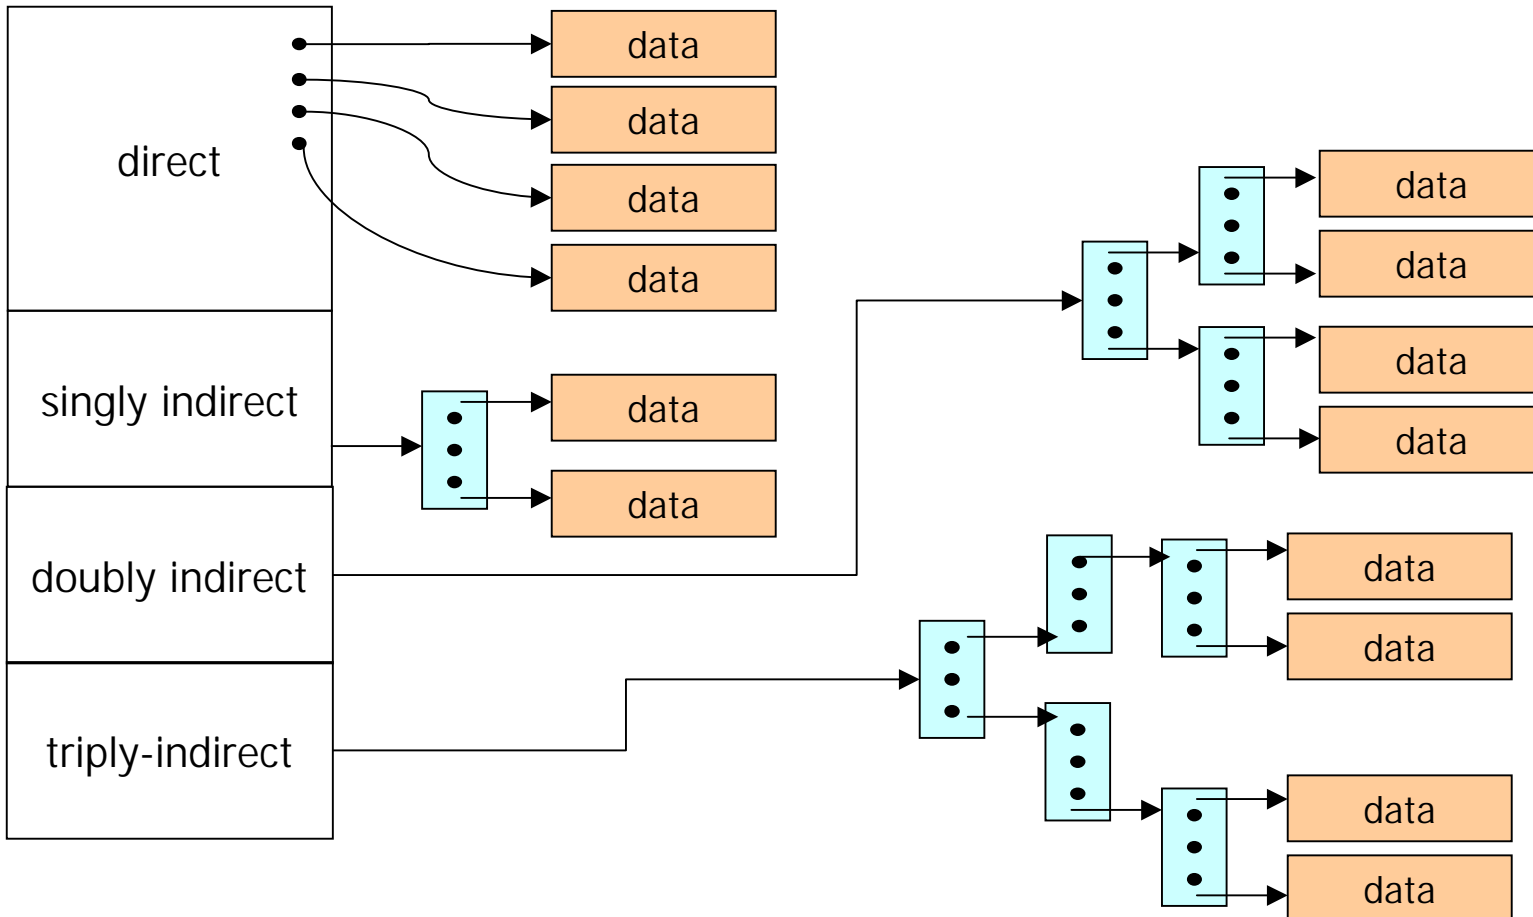 direct
data
data
data
data
singly indirect
data
data
doubly indirect
data
data
data
data
triply-indirect
data
data
data
data